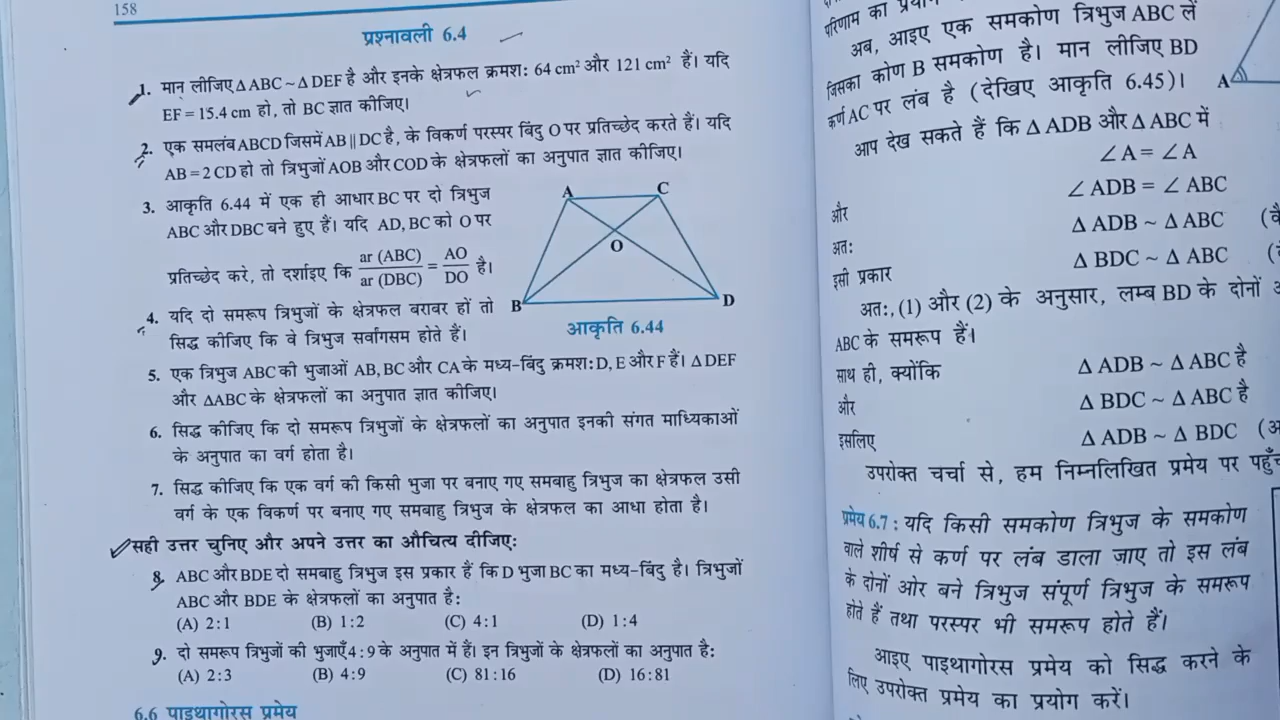 158
प्रश्नावली 6.4
1. मान लीजिए Δ ABC ~ Δ DEF है और इनके क्षेत्रफल क्रमश: 64 cm² और 121 cm² हैं। यदि
EF = 15.4 cm हो, तो BC ज्ञात कीजिए।
2. एक समलंब ABCD जिसमें AB || DC है, के विकर्ण परस्पर बिंदु O पर प्रतिच्छेद करते हैं। यदि
AB = 2 CD हो तो त्रिभुजों AOB और COD के क्षेत्रफलों का अनुपात ज्ञात कीजिए।
3. आकृति 6.44 में एक ही आधार BC पर दो त्रिभुज
ABC और DBC बने हुए हैं। यदि AD, BC को O पर
प्रतिच्छेद करे, तो दर्शाइए कि ar (ABC) / ar (DBC) = AO / DO है।
4. यदि दो समरूप त्रिभुजों के क्षेत्रफल बराबर हों तो
सिद्ध कीजिए कि वे त्रिभुज सर्वांगसम होते हैं।
A
C
O
B
D
आकृति 6.44
5. एक त्रिभुज ABC की भुजाओं AB, BC और CA के मध्य-बिंदु क्रमश: D, E और F हैं। Δ DEF
और ΔABC के क्षेत्रफलों का अनुपात ज्ञात कीजिए।
6. सिद्ध कीजिए कि दो समरूप त्रिभुजों के क्षेत्रफलों का अनुपात इनकी संगत माध्यिकाओं
के अनुपात का वर्ग होता है।
7. सिद्ध कीजिए कि एक वर्ग की किसी भुजा पर बनाए गए समबाहु त्रिभुज का क्षेत्रफल उसी
वर्ग के एक विकर्ण पर बनाए गए समबाहु त्रिभुज के क्षेत्रफल का आधा होता है।
सही उत्तर चुनिए और अपने उत्तर का औचित्य दीजिए:
8. ABC और BDE दो समबाहु त्रिभुज इस प्रकार हैं कि D भुजा BC का मध्य-बिंदु है। त्रिभुजों
ABC और BDE के क्षेत्रफलों का अनुपात है:
(A) 2:1 (B) 1:2 (C) 4:1 (D) 1:4
9. दो समरूप त्रिभुजों की भुजाएँ 4:9 के अनुपात में हैं। इन त्रिभुजों के क्षेत्रफलों का अनुपात है:
(A) 2:3 (B) 4:9 (C) 81:16 (D) 16:81
6.6 पाइथागोरस प्रमेय
परिणाम का
अब, आइए एक समकोण त्रिभुज ABC लें
जिसका कोण B समकोण है। मान लीजिए BD
कर्ण AC पर लंब है (देखिए आकृति 6.45)।
A
आप देख सकते हैं कि Δ ADB और Δ ABC में
∠ A = ∠ A
और ∠ ADB = ∠ ABC
अत: Δ ADB ~ Δ ABC
इसी प्रकार Δ BDC ~ Δ ABC
अत:, (1) और (2) के अनुसार, लम्ब BD के दोनों
ABC के समरूप हैं।
साथ ही, क्योंकि Δ ADB ~ Δ ABC है
और Δ BDC ~ Δ ABC है
इसलिए Δ ADB ~ Δ BDC
उपरोक्त चर्चा से, हम निम्नलिखित प्रमेय पर
प्रमेय 6.7 : यदि किसी समकोण त्रिभुज के समकोण
वाले शीर्ष से कर्ण पर लंब डाला जाए तो इस लंब
के दोनों ओर बने त्रिभुज संपूर्ण त्रिभुज के समरूप
होते हैं तथा परस्पर भी समरूप होते हैं।
आइए पाइथागोरस प्रमेय को सिद्ध करने के
लिए उपरोक्त प्रमेय का प्रयोग करें।